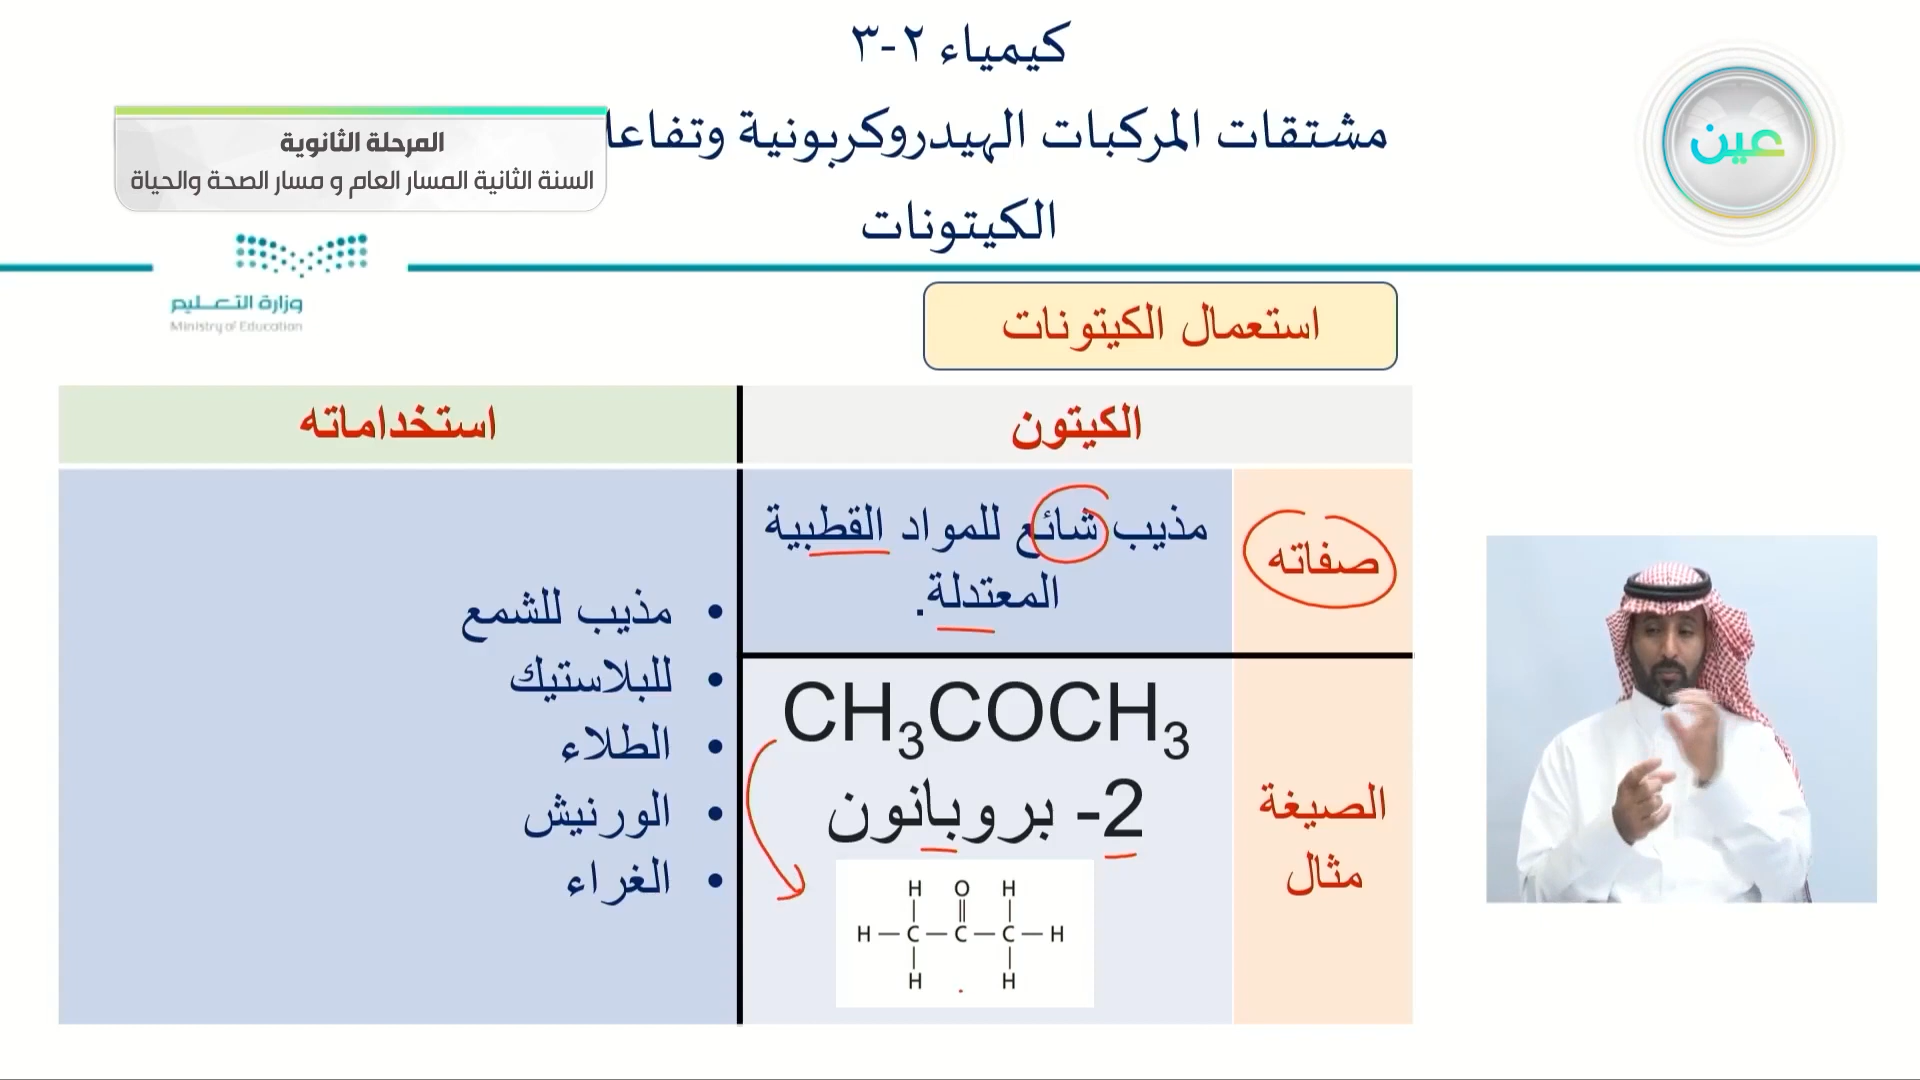 كيمياء ٢-٣
مشتقات المركبات الهيدروكربونية وتفاعا
الكيتونات
المرحلة الثانوية
السنة الثانية المسار العام و مسار الصحة والحياة
عين
وزارة التعليم
Ministry of Education
استعمال الكيتونات
الكيتون
استخداماته
صفاته
مذيب شائع للمواد القطبية
المعتدلة.
• مذيب للشمع
• للبلاستيك
• الطلاء
• الورنيش
• الغراء
الصيغة
مثال
CH₃COCH₃
2- بروبانون
H O H
H — C — C — C — H
H H